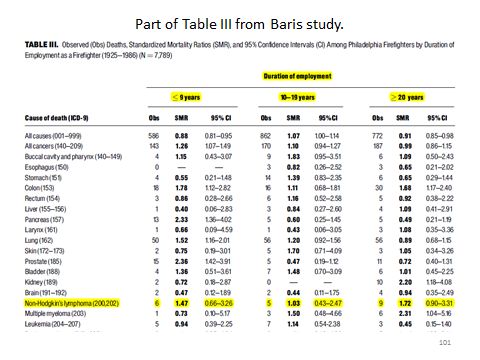 Part of Table III from Baris study.
TABLE III. Observed (Obs) Deaths, Standardized Mortality Ratios (SMR), and 95% Confidence Intervals (CI) Among Philadelphia Firefighters by Duration of
Employment as a Firefighter (1925–1986) (N = 7,789)
Duration of employment
≤ 9 years 10–19 years ≥ 20 years
Cause of death (ICD-9) Obs SMR 95% CI Obs SMR 95% CI Obs SMR 95% CI
All causes (001–999) 586 0.88 0.81–0.95 862 1.07 1.00–1.14 772 0.91 0.85–0.98
All cancers (140–209) 143 1.26 1.07–1.49 170 1.10 0.94–1.27 187 0.99 0.86–1.15
Buccal cavity and pharynx (140–149) 4 1.15 0.43–3.07 9 1.83 0.95–3.51 6 1.09 0.50–2.43
Esophagus (150) 0 — — 3 0.82 0.26–2.52 3 0.65 0.21–2.02
Stomach (151) 4 0.55 0.21–1.48 14 1.39 0.83–2.35 6 0.65 0.29–1.44
Colon (153) 18 1.78 1.12–2.82 16 1.11 0.68–1.81 30 1.68 1.17–2.40
Rectum (154) 3 0.86 0.28–2.66 6 1.16 0.52–2.58 5 0.92 0.38–2.22
Liver (155–156) 1 0.40 0.06–2.83 3 0.84 0.27–2.60 4 1.09 0.41–2.91
Pancreas (157) 13 2.33 1.36–4.02 5 0.60 0.25–1.45 5 0.49 0.21–1.19
Larynx (161) 1 0.66 0.09–4.59 1 0.43 0.06–3.05 3 1.08 0.35–3.36
Lung (162) 50 1.52 1.16–2.01 56 1.20 0.92–1.56 56 0.89 0.68–1.15
Skin (172–173) 2 0.75 0.19–3.01 5 1.70 0.71–4.09 3 1.05 0.34–3.26
Prostate (185) 15 2.36 1.42–3.91 5 0.47 0.19–1.12 11 0.72 0.40–1.31
Bladder (188) 4 1.36 0.51–3.61 7 1.48 0.70–3.09 6 1.01 0.45–2.25
Kidney (189) 2 0.72 0.18–2.87 0 — — 10 2.20 1.18–4.08
Brain (191–192) 2 0.47 0.12–1.89 2 0.44 0.11–1.75 4 0.94 0.35–2.49
Non-Hodgkin's lymphoma (200,202) 6 1.47 0.66–3.26 5 1.03 0.43–2.47 9 1.72 0.90–3.31
Multiple myeloma (203) 1 0.73 0.10–5.17 3 1.50 0.48–4.66 6 2.31 1.04–5.16
Leukemia (204–207) 5 0.94 0.39–2.25 7 1.14 0.54-2.38 3 0.45 0.15–1.40
101